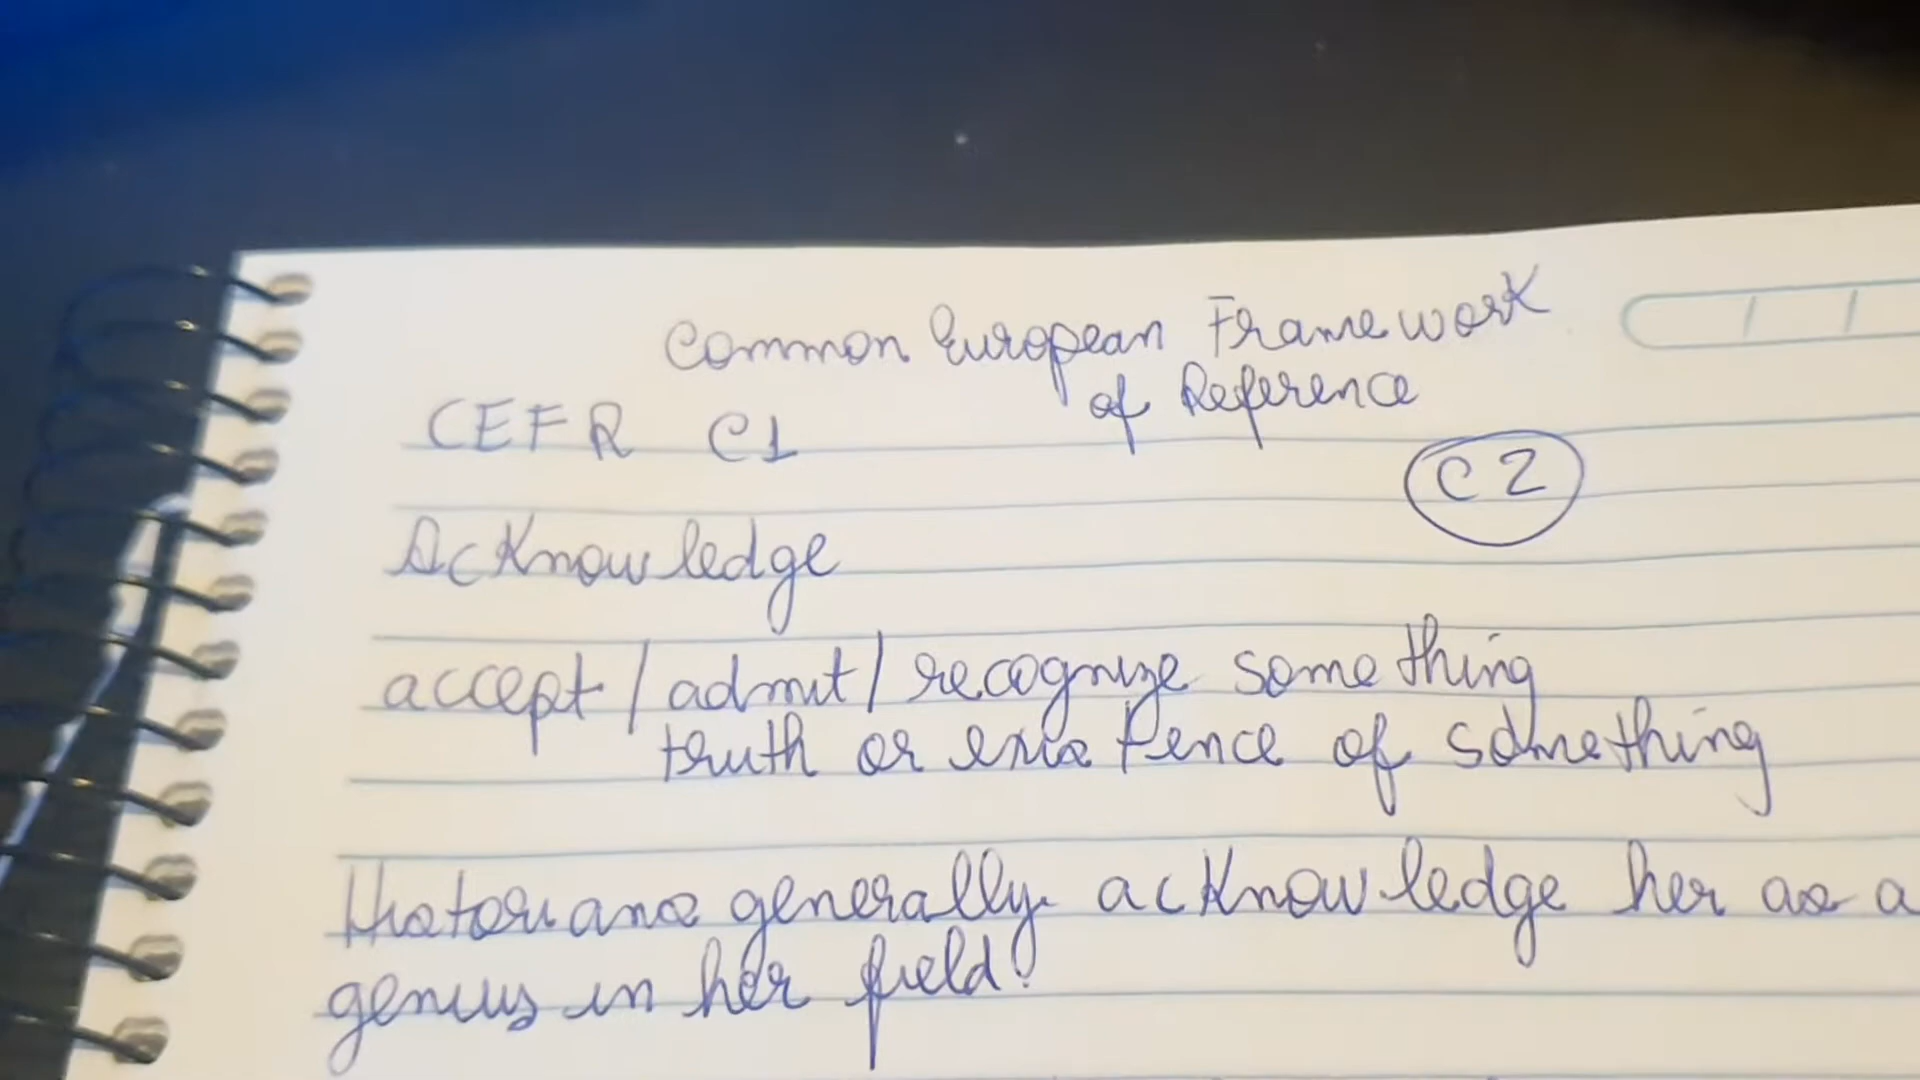 Common European Framework
of Reference
CEFR C1
C2
Acknowledge
accept / admit / recognize something
truth or existence of something
Historians generally acknowledge her as a
genius in her field.